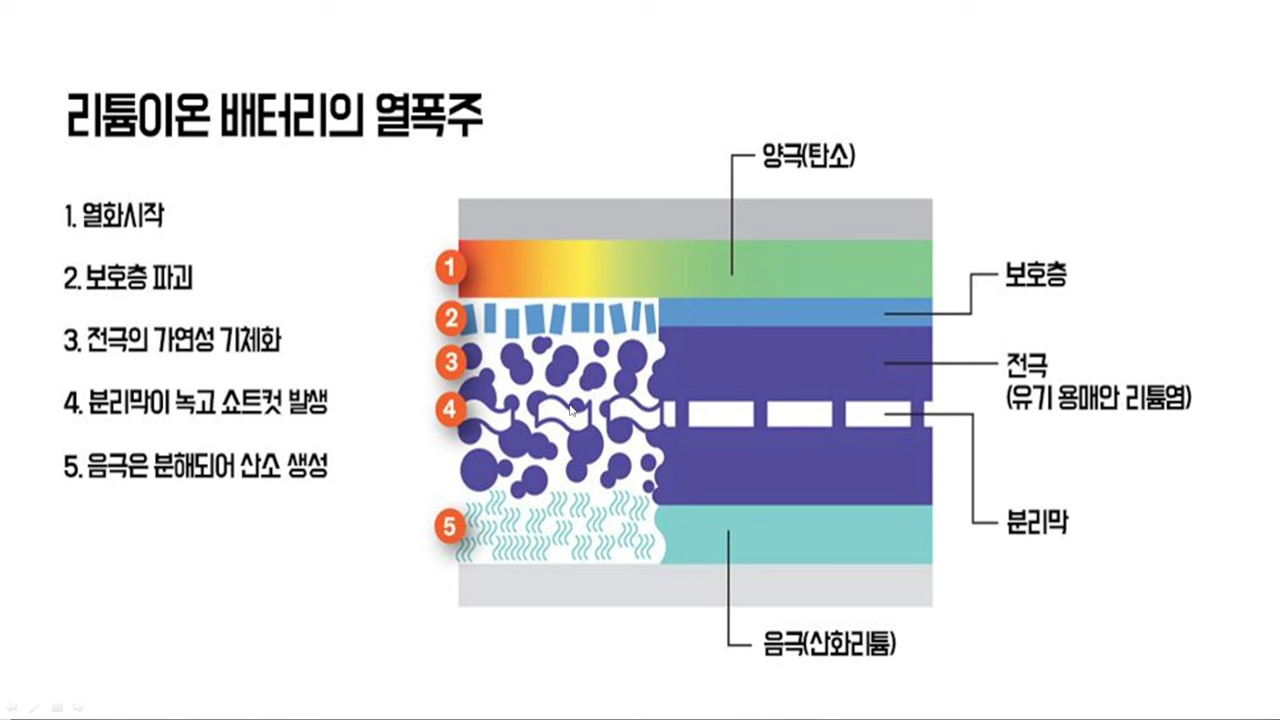 리튬이온 배터리의 열폭주
1. 열화시작
2. 보호층 파괴
3. 전극의 가연성 기체화
4. 분리막이 녹고 쇼트컷 발생
5. 음극은 분해되어 산소 생성
양극(탄소)
1
2
3
4
5
보호층
전극
(유기 용매안 리튬염)
분리막
음극(산화리튬)